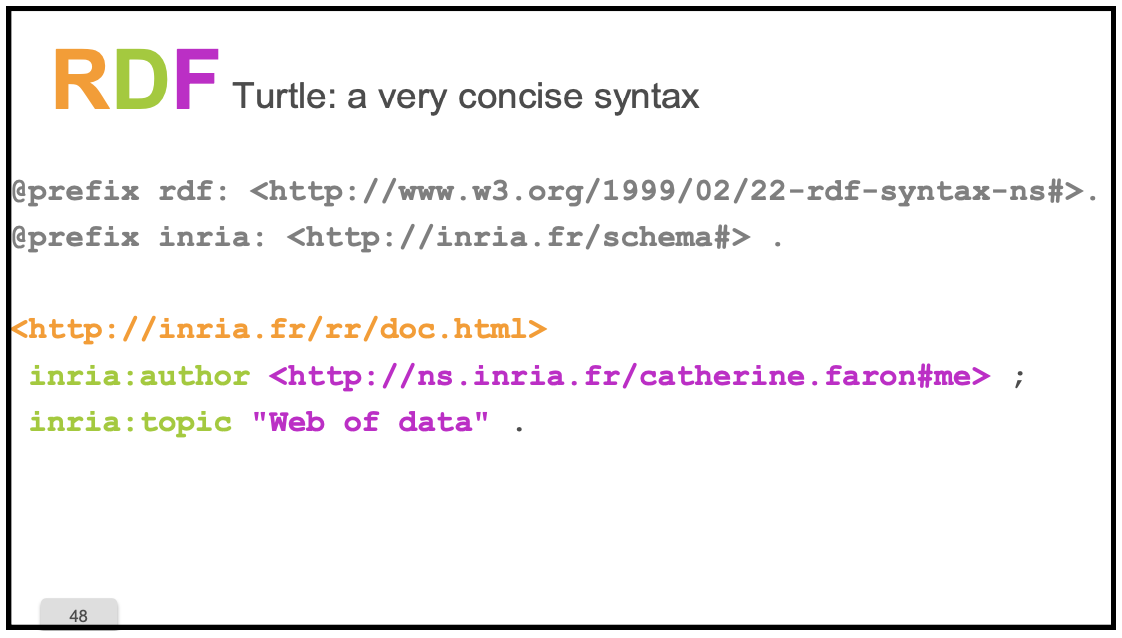 RDF Turtle: a very concise syntax
@prefix rdf: <http://www.w3.org/1999/02/22-rdf-syntax-ns#>.
@prefix inria: <http://inria.fr/schema#> .
<http://inria.fr/rr/doc.html>
inria:author <http://ns.inria.fr/catherine.faron#me> ;
inria:topic "Web of data" .
48